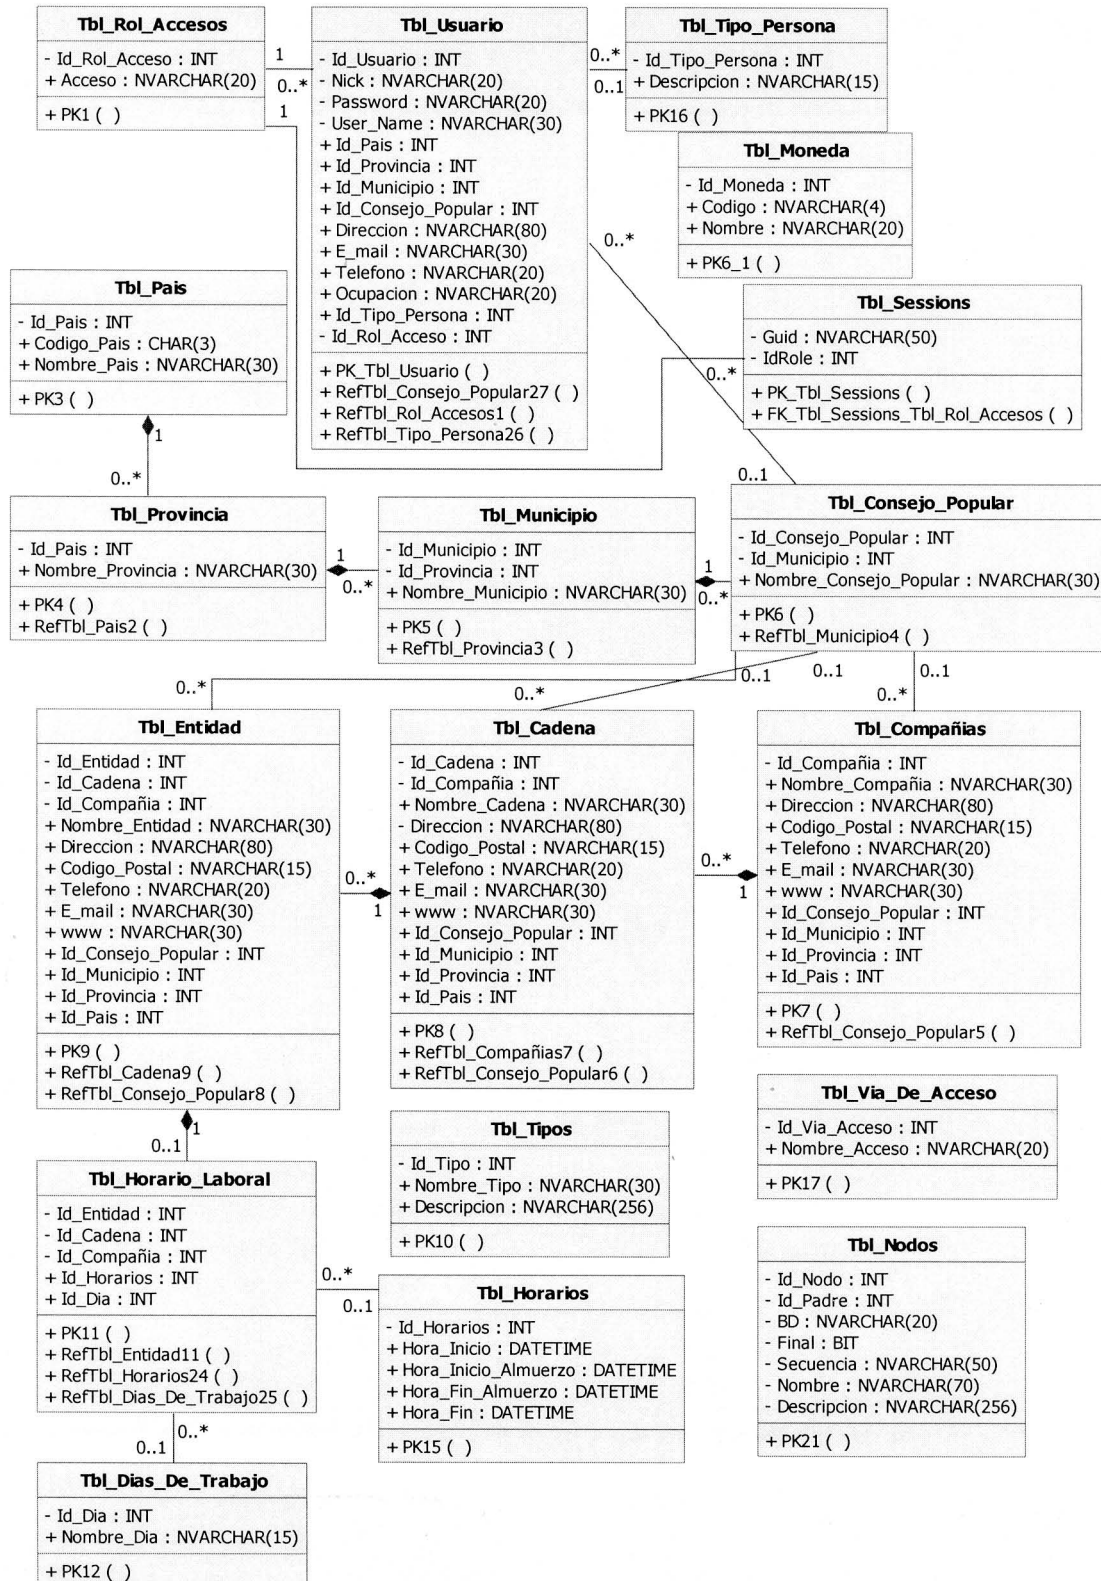 Tbl_Rol_Accesos
- Id_Rol_Acceso : INT
+ Acceso : NVARCHAR(20)
+ PK1 ( )
1
0..*
1
Tbl_Usuario
- Id_Usuario : INT
- Nick : NVARCHAR(20)
- Password : NVARCHAR(20)
- User_Name : NVARCHAR(30)
+ Id_Pais : INT
+ Id_Provincia : INT
+ Id_Municipio : INT
+ Id_Consejo_Popular : INT
+ Direccion : NVARCHAR(80)
+ E_mail : NVARCHAR(30)
+ Telefono : NVARCHAR(20)
+ Ocupacion : NVARCHAR(20)
+ Id_Tipo_Persona : INT
- Id_Rol_Acceso : INT
+ PK_Tbl_Usuario ( )
+ RefTbl_Consejo_Popular27 ( )
+ RefTbl_Rol_Accesos1 ( )
+ RefTbl_Tipo_Persona26 ( )
0..*
0..1
Tbl_Tipo_Persona
- Id_Tipo_Persona : INT
+ Descripcion : NVARCHAR(15)
+ PK16 ( )
Tbl_Moneda
- Id_Moneda : INT
+ Codigo : NVARCHAR(4)
+ Nombre : NVARCHAR(20)
+ PK6_1 ( )
0..*
Tbl_Pais
- Id_Pais : INT
+ Codigo_Pais : CHAR(3)
+ Nombre_Pais : NVARCHAR(30)
+ PK3 ( )
1
0..*
Tbl_Sessions
- Guid : NVARCHAR(50)
- IdRole : INT
+ PK_Tbl_Sessions ( )
+ FK_Tbl_Sessions_Tbl_Rol_Accesos ( )
0..*
0..1
Tbl_Provincia
- Id_Pais : INT
+ Nombre_Provincia : NVARCHAR(30)
+ PK4 ( )
+ RefTbl_Pais2 ( )
1
0..*
Tbl_Municipio
- Id_Municipio : INT
- Id_Provincia : INT
+ Nombre_Municipio : NVARCHAR(30)
+ PK5 ( )
+ RefTbl_Provincia3 ( )
1
0..*
Tbl_Consejo_Popular
- Id_Consejo_Popular : INT
- Id_Municipio : INT
+ Nombre_Consejo_Popular : NVARCHAR(30)
+ PK6 ( )
+ RefTbl_Municipio4 ( )
0..1
0..1
0..1
0..*
0..*
0..*
Tbl_Entidad
- Id_Entidad : INT
- Id_Cadena : INT
- Id_Compañia : INT
+ Nombre_Entidad : NVARCHAR(30)
+ Direccion : NVARCHAR(80)
+ Codigo_Postal : NVARCHAR(15)
+ Telefono : NVARCHAR(20)
+ E_mail : NVARCHAR(30)
+ www : NVARCHAR(30)
+ Id_Consejo_Popular : INT
+ Id_Municipio : INT
+ Id_Provincia : INT
+ Id_Pais : INT
+ PK9 ( )
+ RefTbl_Cadena9 ( )
+ RefTbl_Consejo_Popular8 ( )
0..*
1
Tbl_Cadena
- Id_Cadena : INT
- Id_Compañia : INT
+ Nombre_Cadena : NVARCHAR(30)
- Direccion : NVARCHAR(80)
+ Codigo_Postal : NVARCHAR(15)
+ Telefono : NVARCHAR(20)
+ E_mail : NVARCHAR(30)
+ www : NVARCHAR(30)
+ Id_Consejo_Popular : INT
+ Id_Municipio : INT
+ Id_Provincia : INT
+ Id_Pais : INT
+ PK8 ( )
+ RefTbl_Compañias7 ( )
+ RefTbl_Consejo_Popular6 ( )
0..*
1
Tbl_Compañias
- Id_Compañia : INT
+ Nombre_Compañia : NVARCHAR(30)
+ Direccion : NVARCHAR(80)
+ Codigo_Postal : NVARCHAR(15)
+ Telefono : NVARCHAR(20)
+ E_mail : NVARCHAR(30)
+ www : NVARCHAR(30)
+ Id_Consejo_Popular : INT
+ Id_Municipio : INT
+ Id_Provincia : INT
+ Id_Pais : INT
+ PK7 ( )
+ RefTbl_Consejo_Popular5 ( )
1
0..1
Tbl_Horario_Laboral
- Id_Entidad : INT
- Id_Cadena : INT
- Id_Compañia : INT
+ Id_Horarios : INT
+ Id_Dia : INT
+ PK11 ( )
+ RefTbl_Entidad11 ( )
+ RefTbl_Horarios24 ( )
+ RefTbl_Dias_De_Trabajo25 ( )
Tbl_Tipos
- Id_Tipo : INT
+ Nombre_Tipo : NVARCHAR(30)
+ Descripcion : NVARCHAR(256)
+ PK10 ( )
Tbl_Via_De_Acceso
- Id_Via_Acceso : INT
+ Nombre_Acceso : NVARCHAR(20)
+ PK17 ( )
0..*
0..1
Tbl_Horarios
- Id_Horarios : INT
+ Hora_Inicio : DATETIME
+ Hora_Inicio_Almuerzo : DATETIME
+ Hora_Fin_Almuerzo : DATETIME
+ Hora_Fin : DATETIME
+ PK15 ( )
Tbl_Nodos
- Id_Nodo : INT
- Id_Padre : INT
- BD : NVARCHAR(20)
- Final : BIT
- Secuencia : NVARCHAR(50)
- Nombre : NVARCHAR(70)
- Descripcion : NVARCHAR(256)
+ PK21 ( )
0..*
0..1
Tbl_Dias_De_Trabajo
- Id_Dia : INT
+ Nombre_Dia : NVARCHAR(15)
+ PK12 ( )